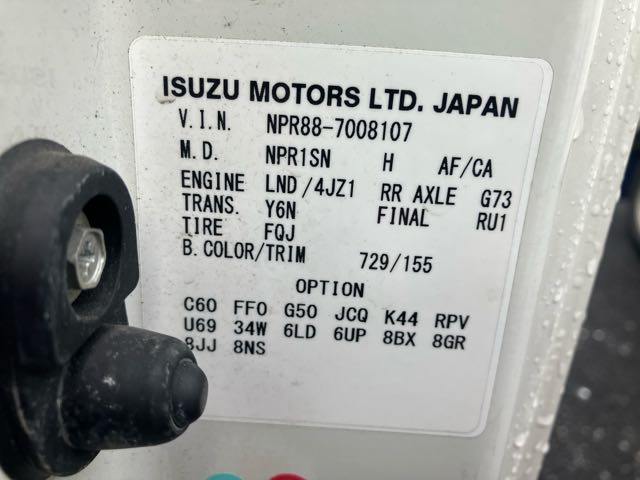 ISUZU MOTORS LTD. JAPAN
V.I.N. NPR88-7008107
M.D. NPR1SN H AF/CA
ENGINE LND/4JZ1 RR AXLE G73
TRANS. Y6N FINAL RU1
TIRE FQJ
B.COLOR/TRIM 729/155
OPTION
C60 FF0 G50 JCQ K44 RPV
U69 34W 6LD 6UP 8BX 8GR
8JJ 8NS